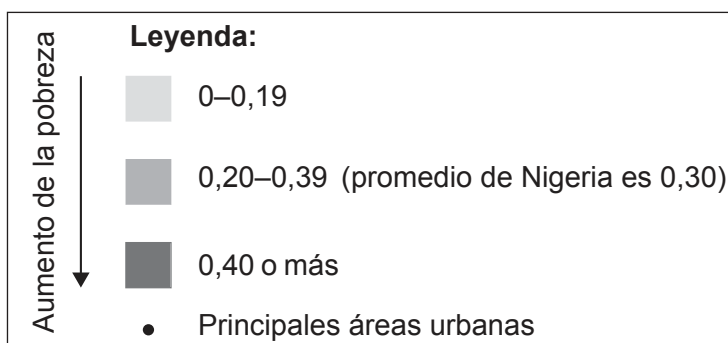 Aumento de la pobreza
Leyenda:
0–0,19
0,20–0,39 (promedio de Nigeria es 0,30)
0,40 o más
Principales áreas urbanas